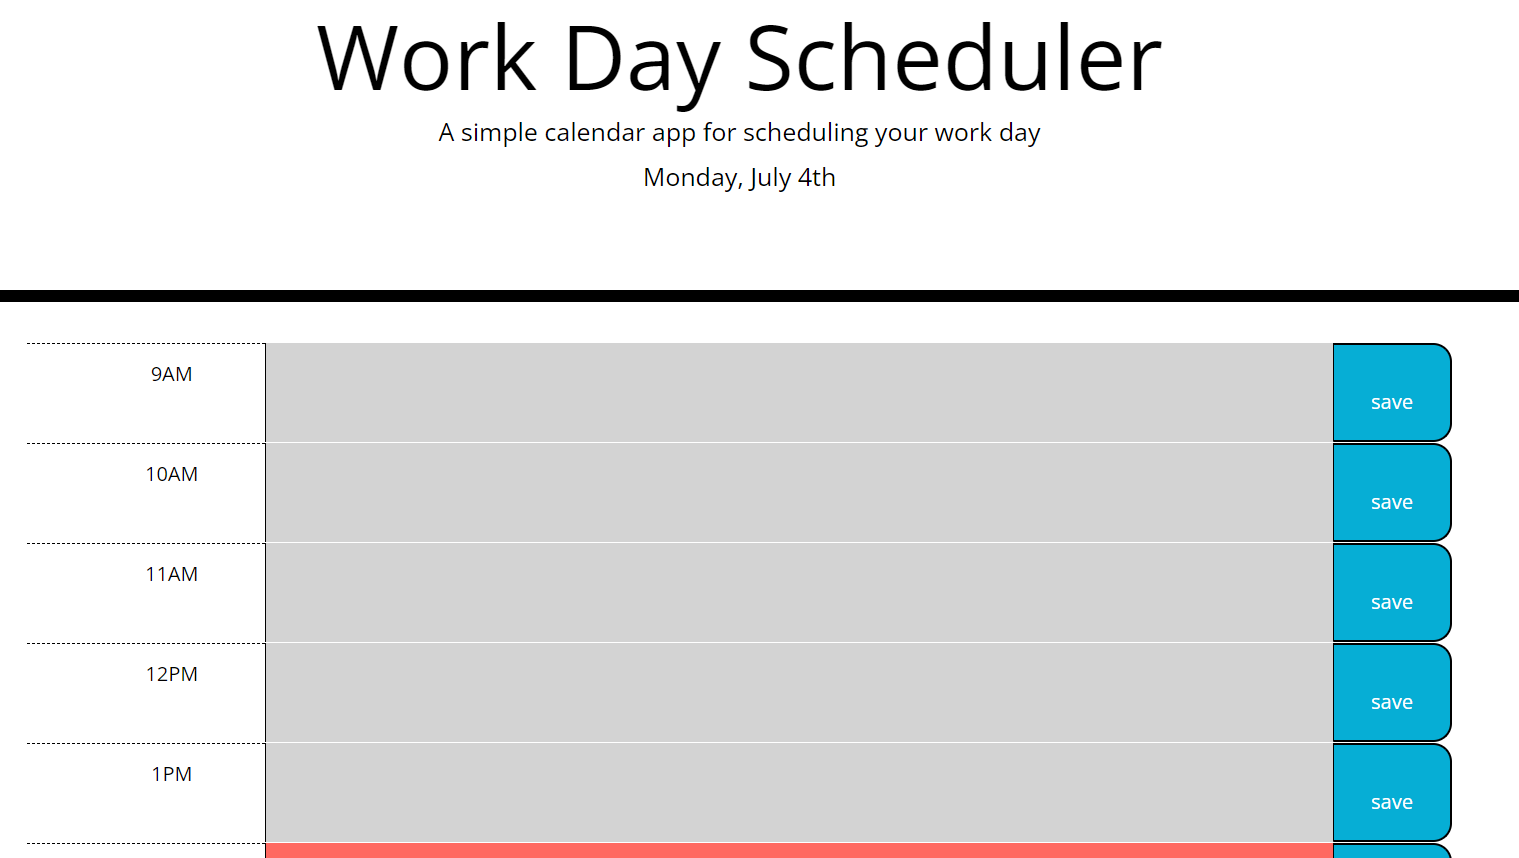 Work Day Scheduler
A simple calendar app for scheduling your work day
Monday, July 4th
9AM
save
10AM
save
11AM
save
12PM
save
1PM
save